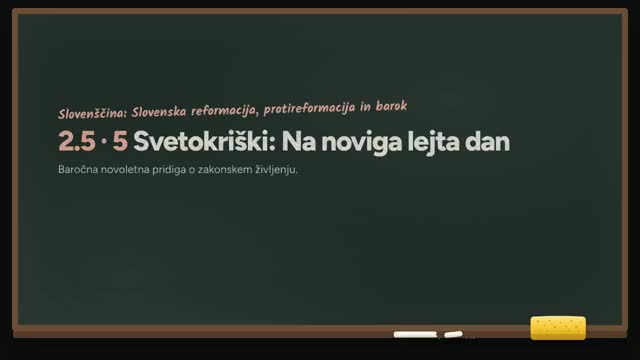 Slovenščina: Slovenska reformacija, protireformacija in barok
2.5 · 5 Svetokriški: Na noviga lejta dan
Baročna novoletna pridiga o zakonskem življenju.